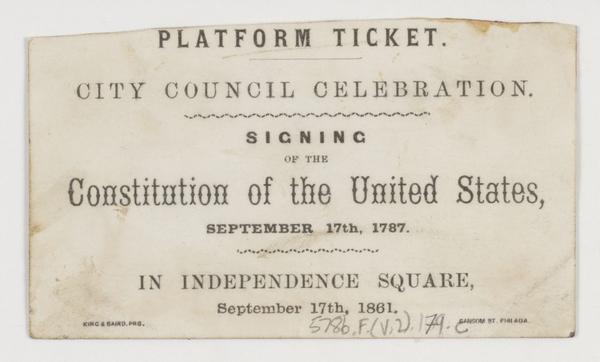 PLATFORM TICKET.
CITY COUNCIL CELEBRATION.
SIGNING
OF THE
Constitution of the United States,
SEPTEMBER 17th, 1787.
IN INDEPENDENCE SQUARE,
September 17th, 1861.
KING & BAIRD, PRS. SANSOM ST. PHILADA.
5786.F.(V.2).179.c